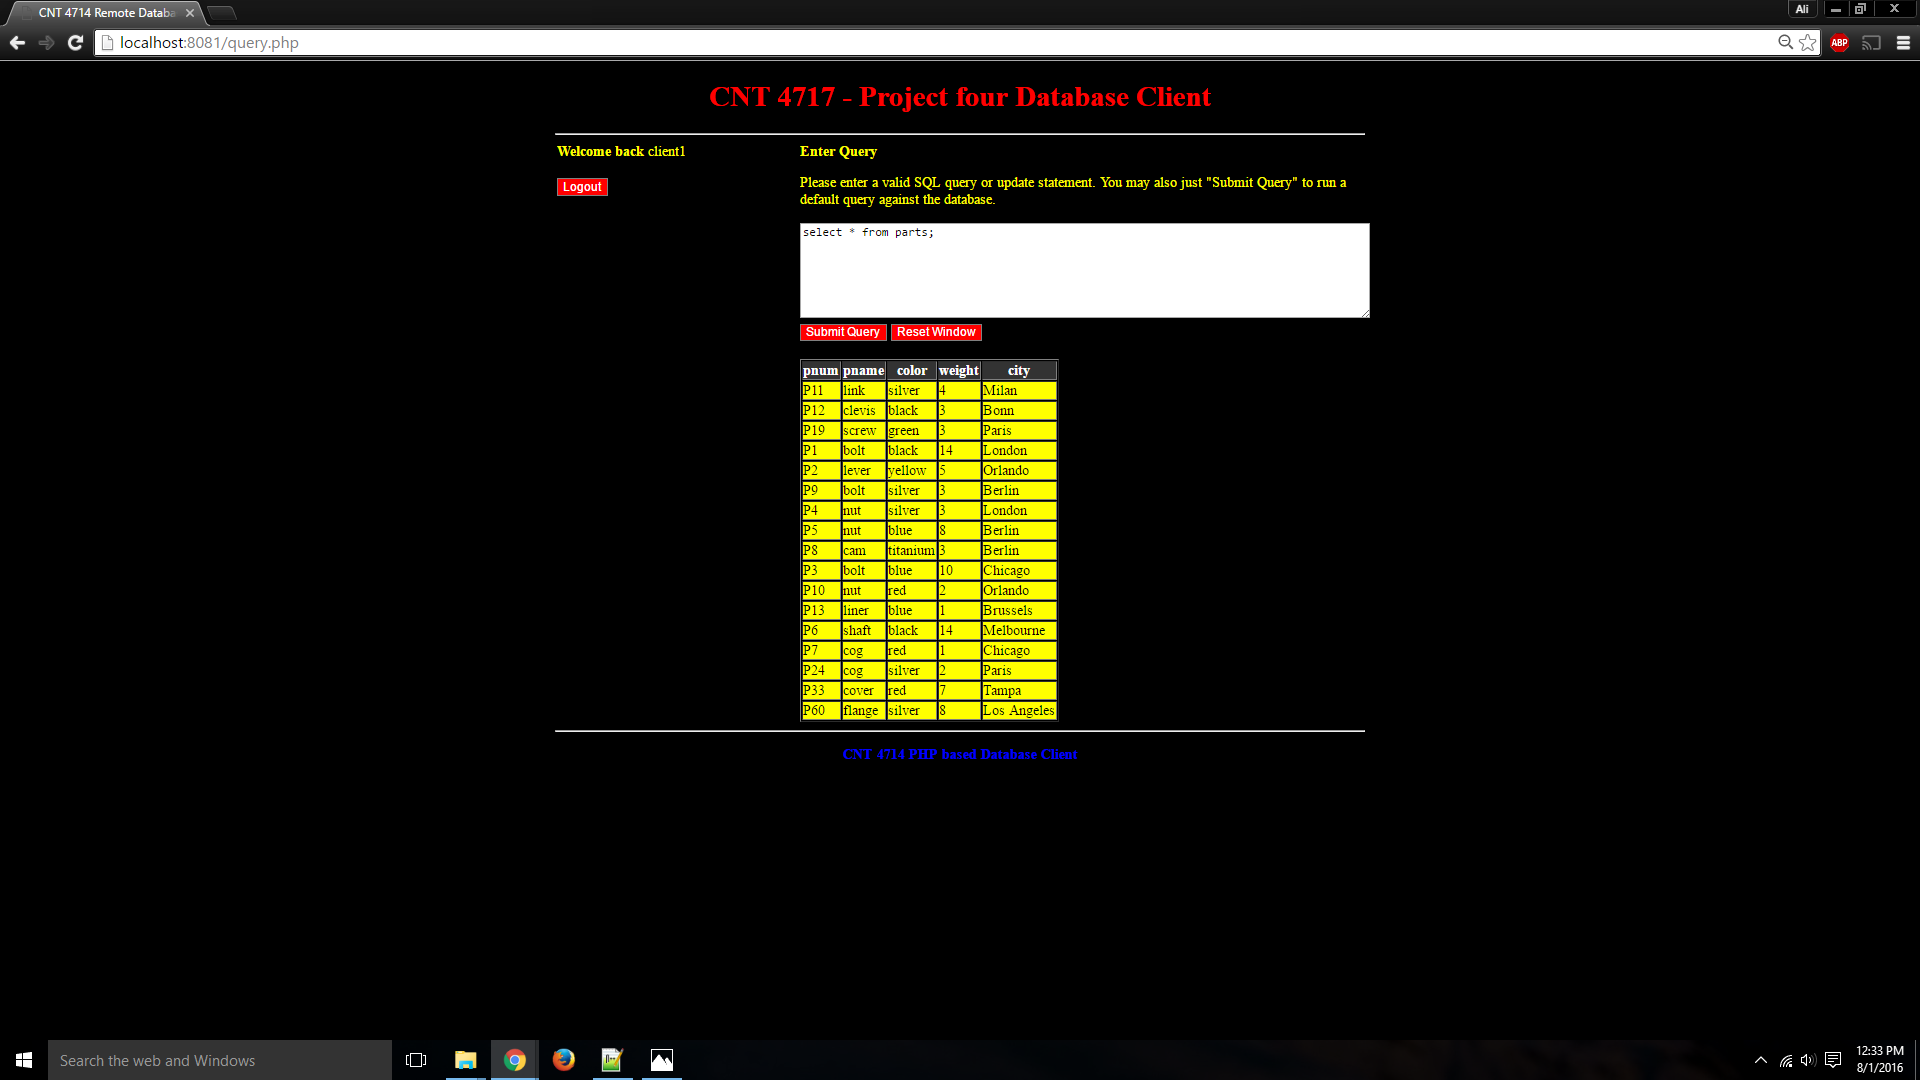 CNT 4714 Remote Databa
Ali
localhost:8081/query.php
ABP
CNT 4717 - Project four Database Client
Welcome back client1
Logout
Enter Query
Please enter a valid SQL query or update statement. You may also just "Submit Query" to run a
default query against the database.
select * from parts;
Submit Query Reset Window
pnum pname color weight city
P11 link silver 4 Milan
P12 clevis black 3 Bonn
P19 screw green 3 Paris
P1 bolt black 14 London
P2 lever yellow 5 Orlando
P9 bolt silver 3 Berlin
P4 nut silver 3 London
P5 nut blue 8 Berlin
P8 cam titanium 3 Berlin
P3 bolt blue 10 Chicago
P10 nut red 2 Orlando
P13 liner blue 1 Brussels
P6 shaft black 14 Melbourne
P7 cog red 1 Chicago
P24 cog silver 2 Paris
P33 cover red 7 Tampa
P60 flange silver 8 Los Angeles
CNT 4714 PHP based Database Client
Search the web and Windows
12:33 PM
8/1/2016